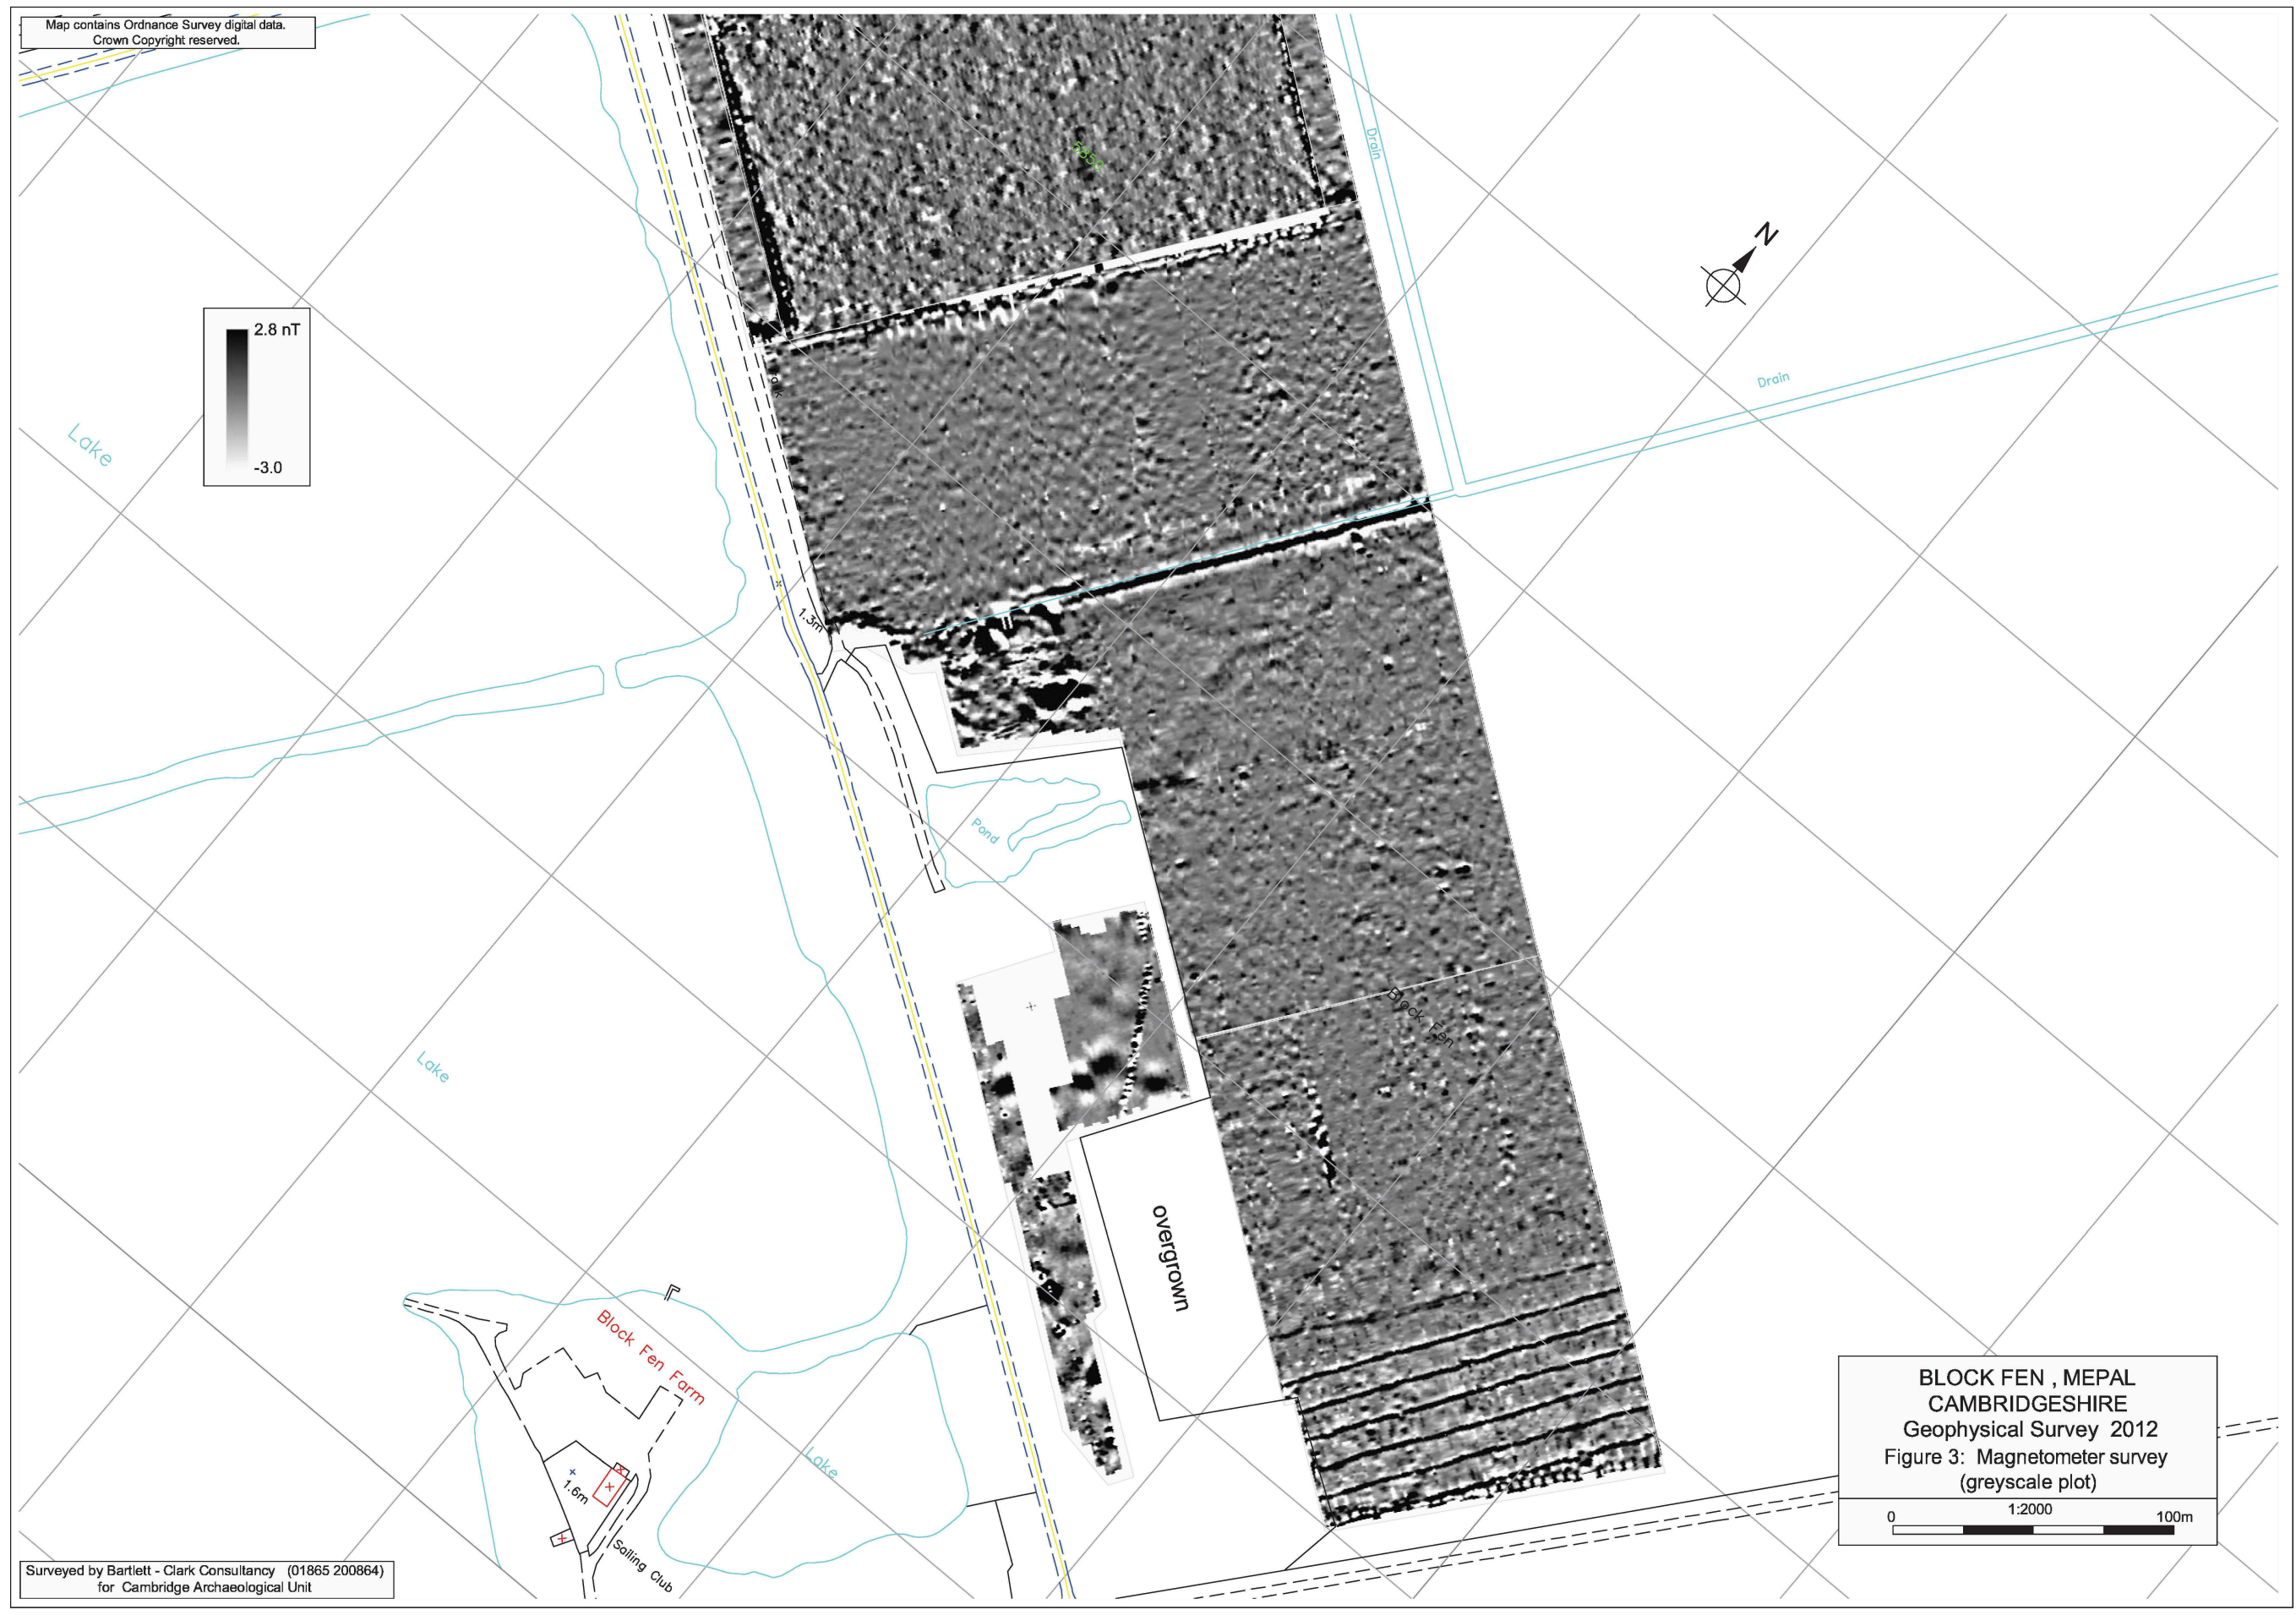 Map contains Ordnance Survey digital data.
Crown Copyright reserved.
Drain
5850
N
2.8 nT
-3.0
Drain
Lake
1.3m
Pond
Block Fen
Lake
overgrown
Block Fen Farm
Lake
1.6m
Sailing Club
BLOCK FEN , MEPAL
CAMBRIDGESHIRE
Geophysical Survey 2012
Figure 3: Magnetometer survey
(greyscale plot)
1:2000
0 100m
Surveyed by Bartlett - Clark Consultancy (01865 200864)
for Cambridge Archaeological Unit